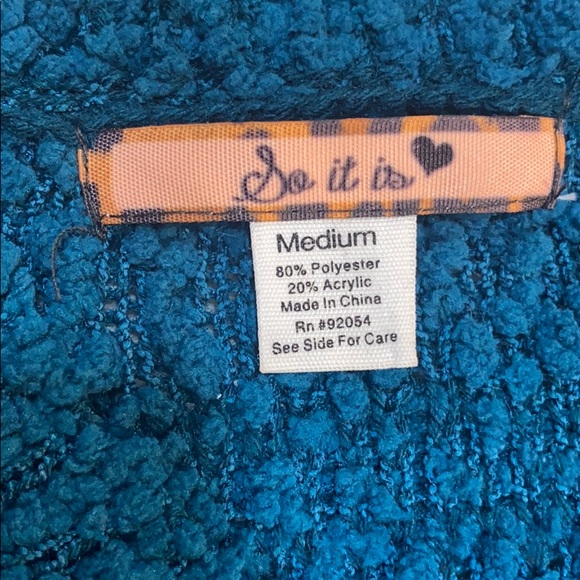 So it is
Medium
80% Polyester
20% Acrylic
Made In China
Rn #92054
See Side For Care